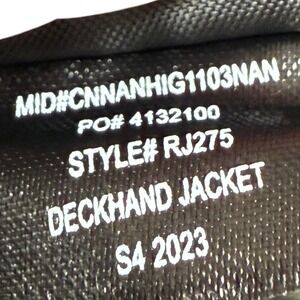 MID#CNNANHIG1103NAN
PO# 4132100
STYLE# RJ275
DECKHAND JACKET
S4 2023